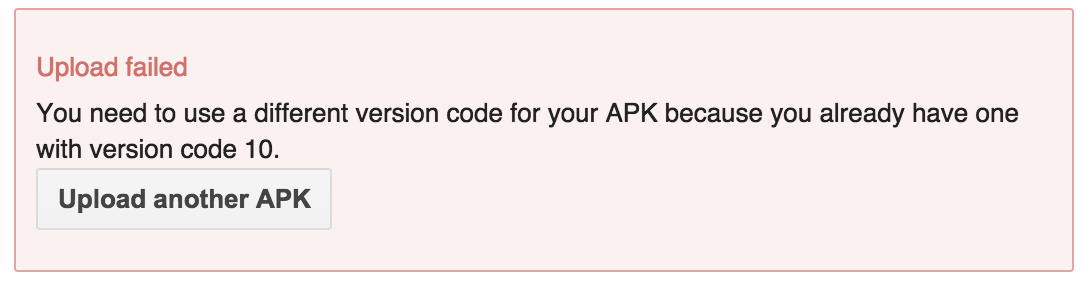 Upload failed
You need to use a different version code for your APK because you already have one
with version code 10.
Upload another APK